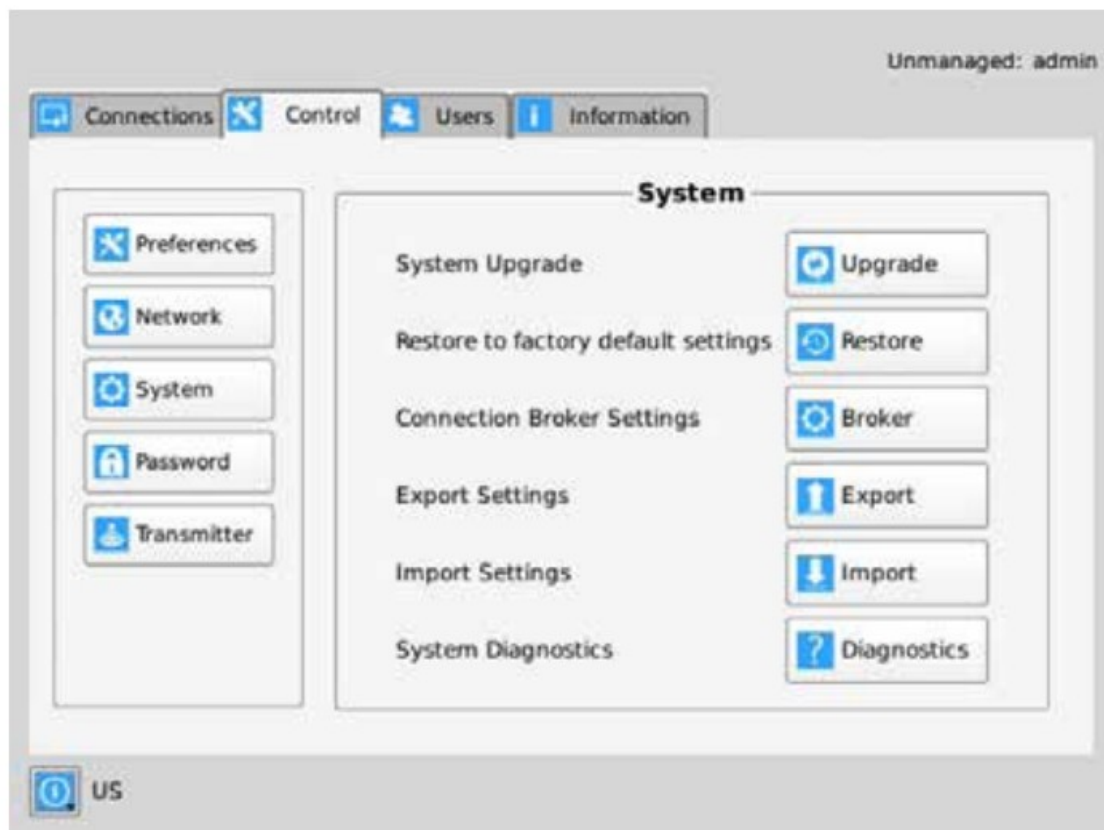 Unmanaged: admin
Connections Control Users Information
System
Preferences
Network
System
Password
Transmitter
System Upgrade Upgrade
Restore to factory default settings Restore
Connection Broker Settings Broker
Export Settings Export
Import Settings Import
System Diagnostics Diagnostics
US